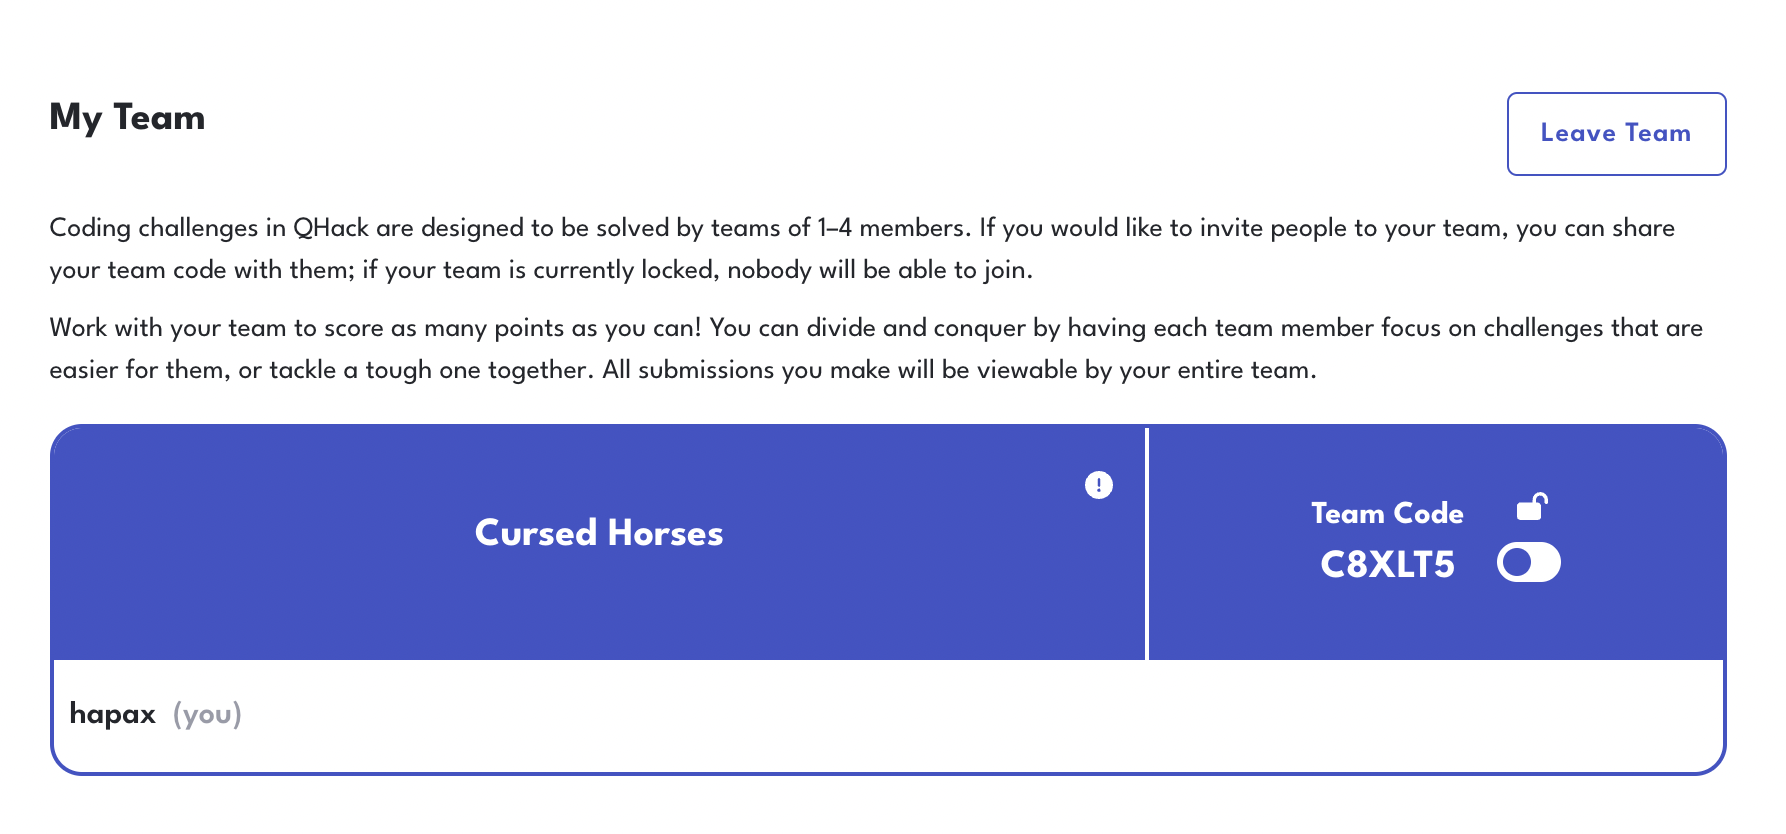 My Team
Leave Team
Coding challenges in QHack are designed to be solved by teams of 1–4 members. If you would like to invite people to your team, you can share
your team code with them; if your team is currently locked, nobody will be able to join.
Work with your team to score as many points as you can! You can divide and conquer by having each team member focus on challenges that are
easier for them, or tackle a tough one together. All submissions you make will be viewable by your entire team.
Cursed Horses
Team Code
C8XLT5
hapax (you)